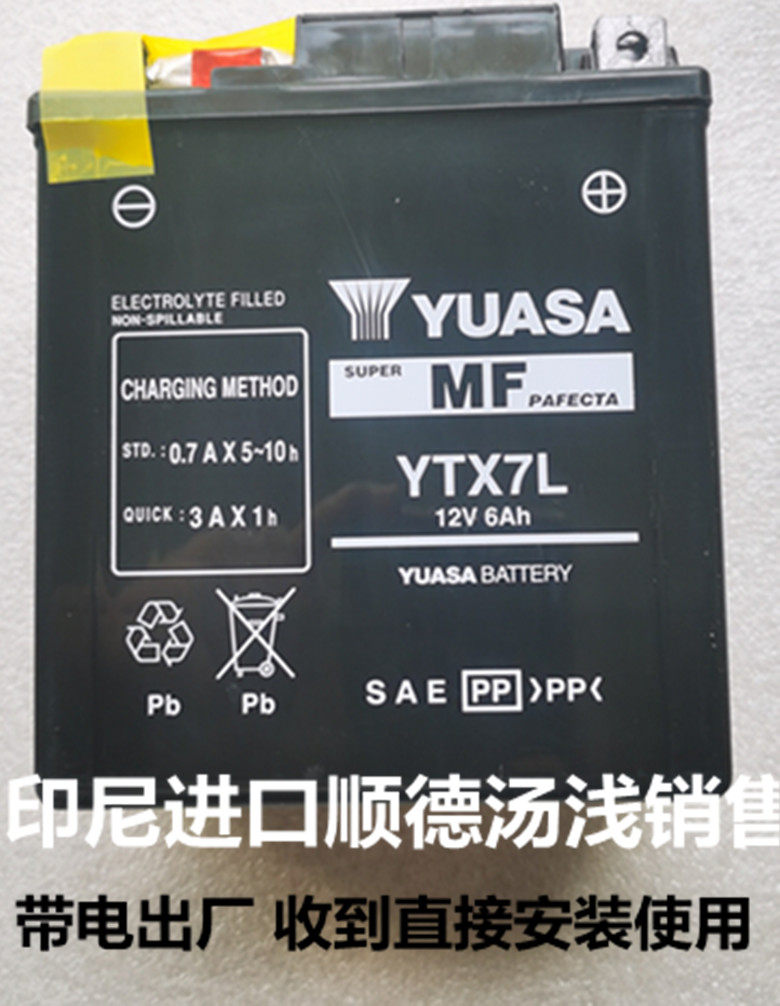 ELECTROLYTE FILLED
NON-SPILLABLE
CHARGING METHOD
STD. : 0.7 A X 5~10 h
QUICK : 3 A X 1 h
YUASA
SUPER MF PAFECTA
YTX7L
12V 6Ah
YUASA BATTERY
Pb Pb
S A E PP >PP<
印尼进口顺德汤浅销售
带电出厂 收到直接安装使用